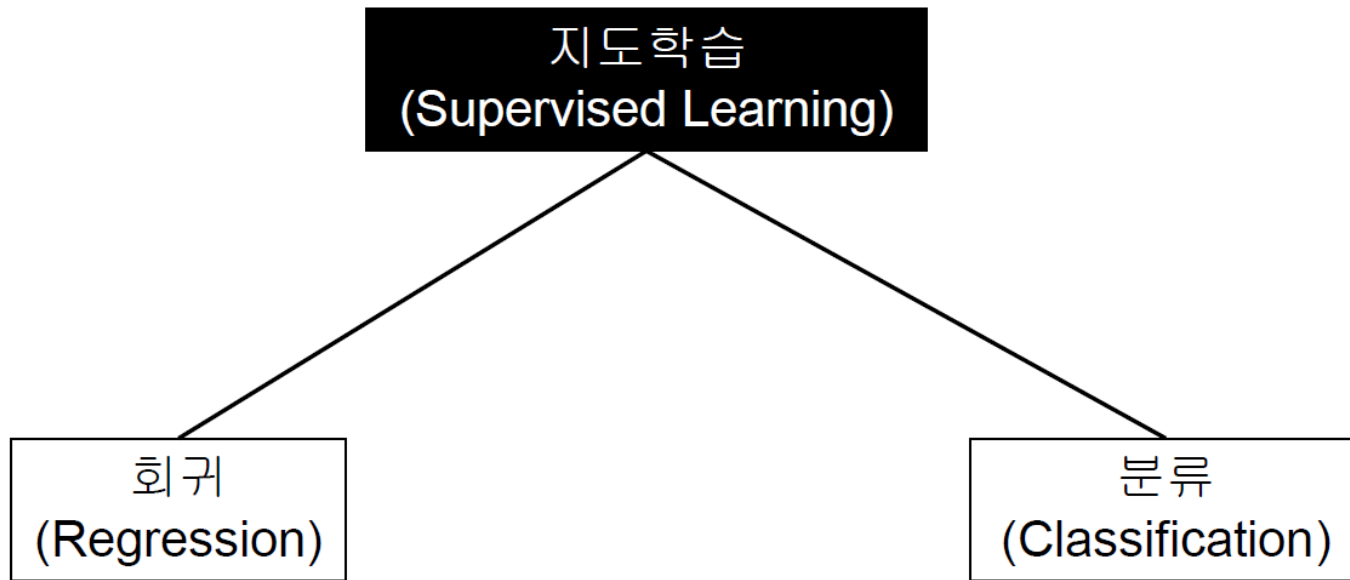 지도학습
(Supervised Learning)
회귀
(Regression)
분류
(Classification)